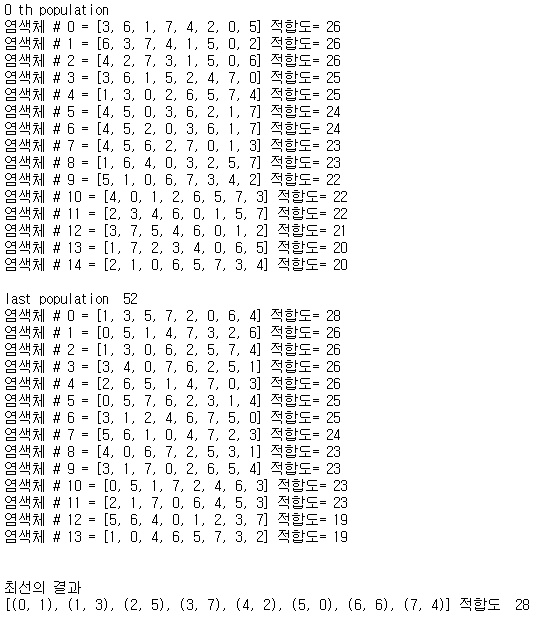 0 th population
염색체 # 0 = [3, 6, 1, 7, 4, 2, 0, 5] 적합도= 26
염색체 # 1 = [6, 3, 7, 4, 1, 5, 0, 2] 적합도= 26
염색체 # 2 = [4, 2, 7, 3, 1, 5, 0, 6] 적합도= 26
염색체 # 3 = [3, 6, 1, 5, 2, 4, 7, 0] 적합도= 25
염색체 # 4 = [1, 3, 0, 2, 6, 5, 7, 4] 적합도= 25
염색체 # 5 = [4, 5, 0, 3, 6, 2, 1, 7] 적합도= 24
염색체 # 6 = [4, 5, 2, 0, 3, 6, 1, 7] 적합도= 24
염색체 # 7 = [4, 5, 6, 2, 7, 0, 1, 3] 적합도= 23
염색체 # 8 = [1, 6, 4, 0, 3, 2, 5, 7] 적합도= 23
염색체 # 9 = [5, 1, 0, 6, 7, 3, 4, 2] 적합도= 22
염색체 # 10 = [4, 0, 1, 2, 6, 5, 7, 3] 적합도= 22
염색체 # 11 = [2, 3, 4, 6, 0, 1, 5, 7] 적합도= 22
염색체 # 12 = [3, 7, 5, 4, 6, 0, 1, 2] 적합도= 21
염색체 # 13 = [1, 7, 2, 3, 4, 0, 6, 5] 적합도= 20
염색체 # 14 = [2, 1, 0, 6, 5, 7, 3, 4] 적합도= 20
last population  52
염색체 # 0 = [1, 3, 5, 7, 2, 0, 6, 4] 적합도= 28
염색체 # 1 = [0, 5, 1, 4, 7, 3, 2, 6] 적합도= 26
염색체 # 2 = [1, 3, 0, 6, 2, 5, 7, 4] 적합도= 26
염색체 # 3 = [3, 4, 0, 7, 6, 2, 5, 1] 적합도= 26
염색체 # 4 = [2, 6, 5, 1, 4, 7, 0, 3] 적합도= 26
염색체 # 5 = [0, 5, 7, 6, 2, 3, 1, 4] 적합도= 25
염색체 # 6 = [3, 1, 2, 4, 6, 7, 5, 0] 적합도= 25
염색체 # 7 = [5, 6, 1, 0, 4, 7, 2, 3] 적합도= 24
염색체 # 8 = [4, 0, 6, 7, 2, 5, 3, 1] 적합도= 23
염색체 # 9 = [3, 1, 7, 0, 2, 6, 5, 4] 적합도= 23
염색체 # 10 = [0, 5, 1, 7, 2, 4, 6, 3] 적합도= 23
염색체 # 11 = [2, 1, 7, 0, 6, 4, 5, 3] 적합도= 23
염색체 # 12 = [5, 6, 4, 0, 1, 2, 3, 7] 적합도= 19
염색체 # 13 = [1, 0, 4, 6, 5, 7, 3, 2] 적합도= 19
최선의 결과
[(0, 1), (1, 3), (2, 5), (3, 7), (4, 2), (5, 0), (6, 6), (7, 4)] 적합도  28